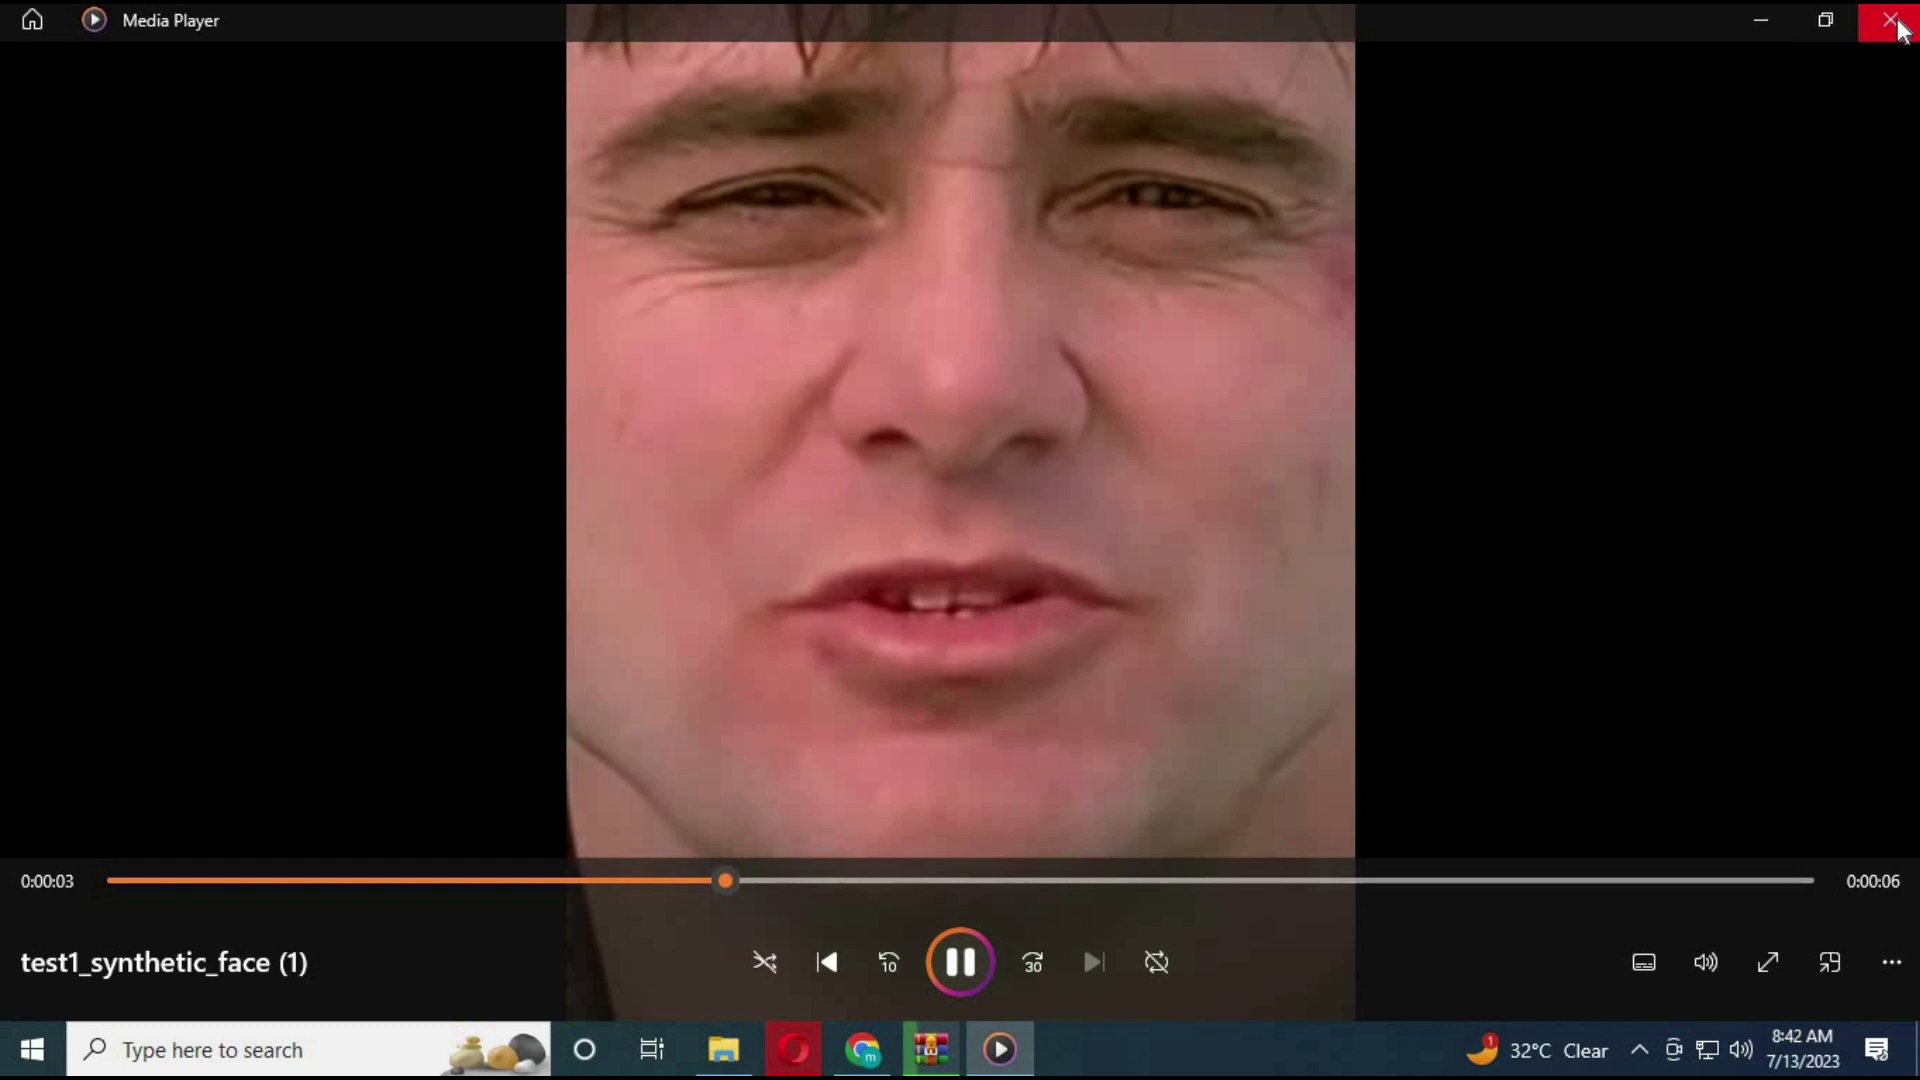 Media Player
0:00:03
0:00:06
test1_synthetic_face (1)
10
30
Type here to search
m
1
32°C Clear
8:42 AM
7/13/2023